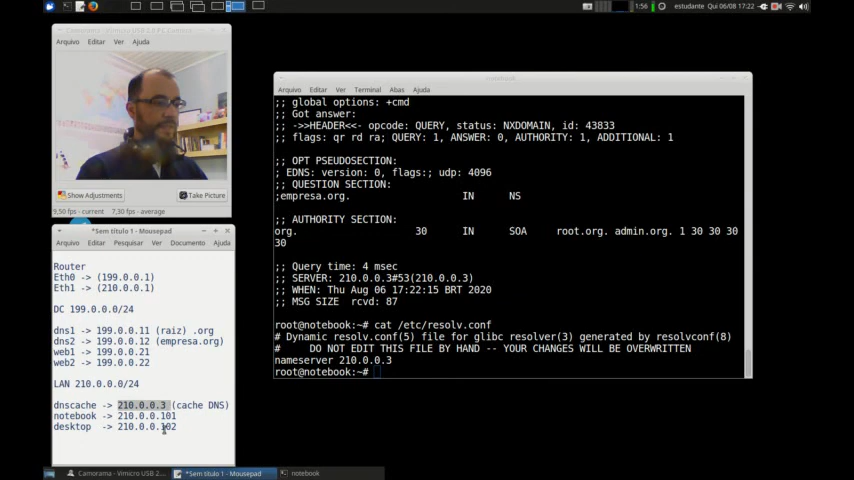 1:56
estudante Qui 06/08 17:22
Camorama - Vimicro USB 2.0 PC Camera
Arquivo Editar Ver Ajuda
Show Adjustments
Take Picture
9,50 fps - current 7,30 fps - average
*Sem título 1 - Mousepad
Arquivo Editar Pesquisar Ver Documento Ajuda
Router
Eth0 -> (199.0.0.1)
Eth1 -> (210.0.0.1)
DC 199.0.0.0/24
dns1 -> 199.0.0.11 (raiz) .org
dns2 -> 199.0.0.12 (empresa.org)
web1 -> 199.0.0.21
web2 -> 199.0.0.22
LAN 210.0.0.0/24
dnscache -> 210.0.0.3 (cache DNS)
notebook -> 210.0.0.101
desktop -> 210.0.0.102
notebook
Arquivo Editar Ver Terminal Abas Ajuda
;; global options: +cmd
;; Got answer:
;; ->>HEADER<<- opcode: QUERY, status: NXDOMAIN, id: 43833
;; flags: qr rd ra; QUERY: 1, ANSWER: 0, AUTHORITY: 1, ADDITIONAL: 1
;; OPT PSEUDOSECTION:
; EDNS: version: 0, flags:; udp: 4096
;; QUESTION SECTION:
;empresa.org. IN NS
;; AUTHORITY SECTION:
org. 30 IN SOA root.org. admin.org. 1 30 30 30
30
;; Query time: 4 msec
;; SERVER: 210.0.0.3#53(210.0.0.3)
;; WHEN: Thu Aug 06 17:22:15 BRT 2020
;; MSG SIZE rcvd: 87
root@notebook:~# cat /etc/resolv.conf
# Dynamic resolv.conf(5) file for glibc resolver(3) generated by resolvconf(8)
# DO NOT EDIT THIS FILE BY HAND -- YOUR CHANGES WILL BE OVERWRITTEN
nameserver 210.0.0.3
root@notebook:~#
Camorama - Vimicro USB 2....
*Sem título 1 - Mousepad
notebook